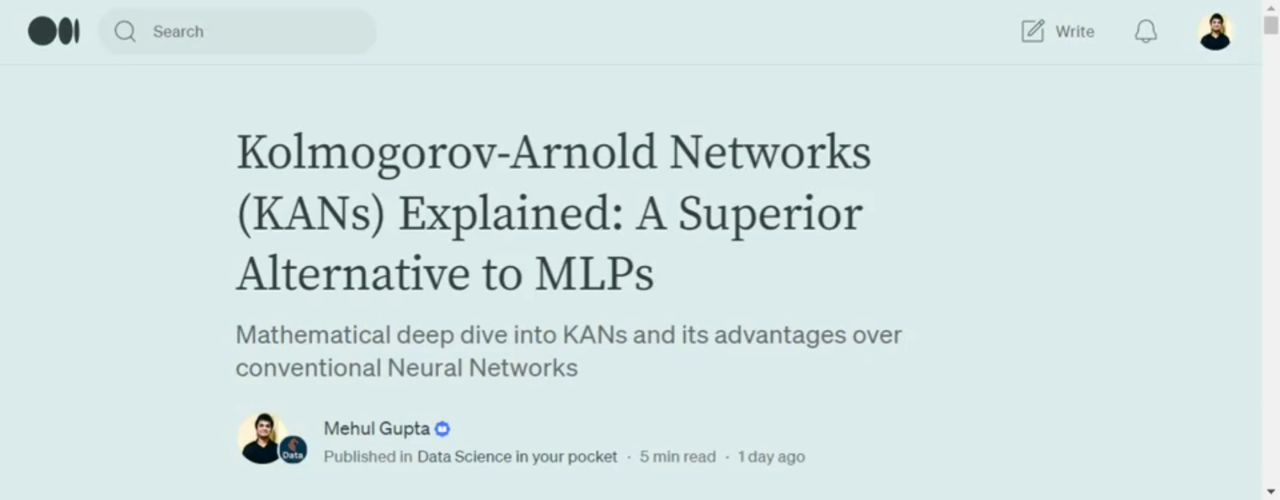 Search
Write
Kolmogorov-Arnold Networks
(KANs) Explained: A Superior
Alternative to MLPs
Mathematical deep dive into KANs and its advantages over
conventional Neural Networks
Mehul Gupta
Data
Published in Data Science in your pocket · 5 min read · 1 day ago